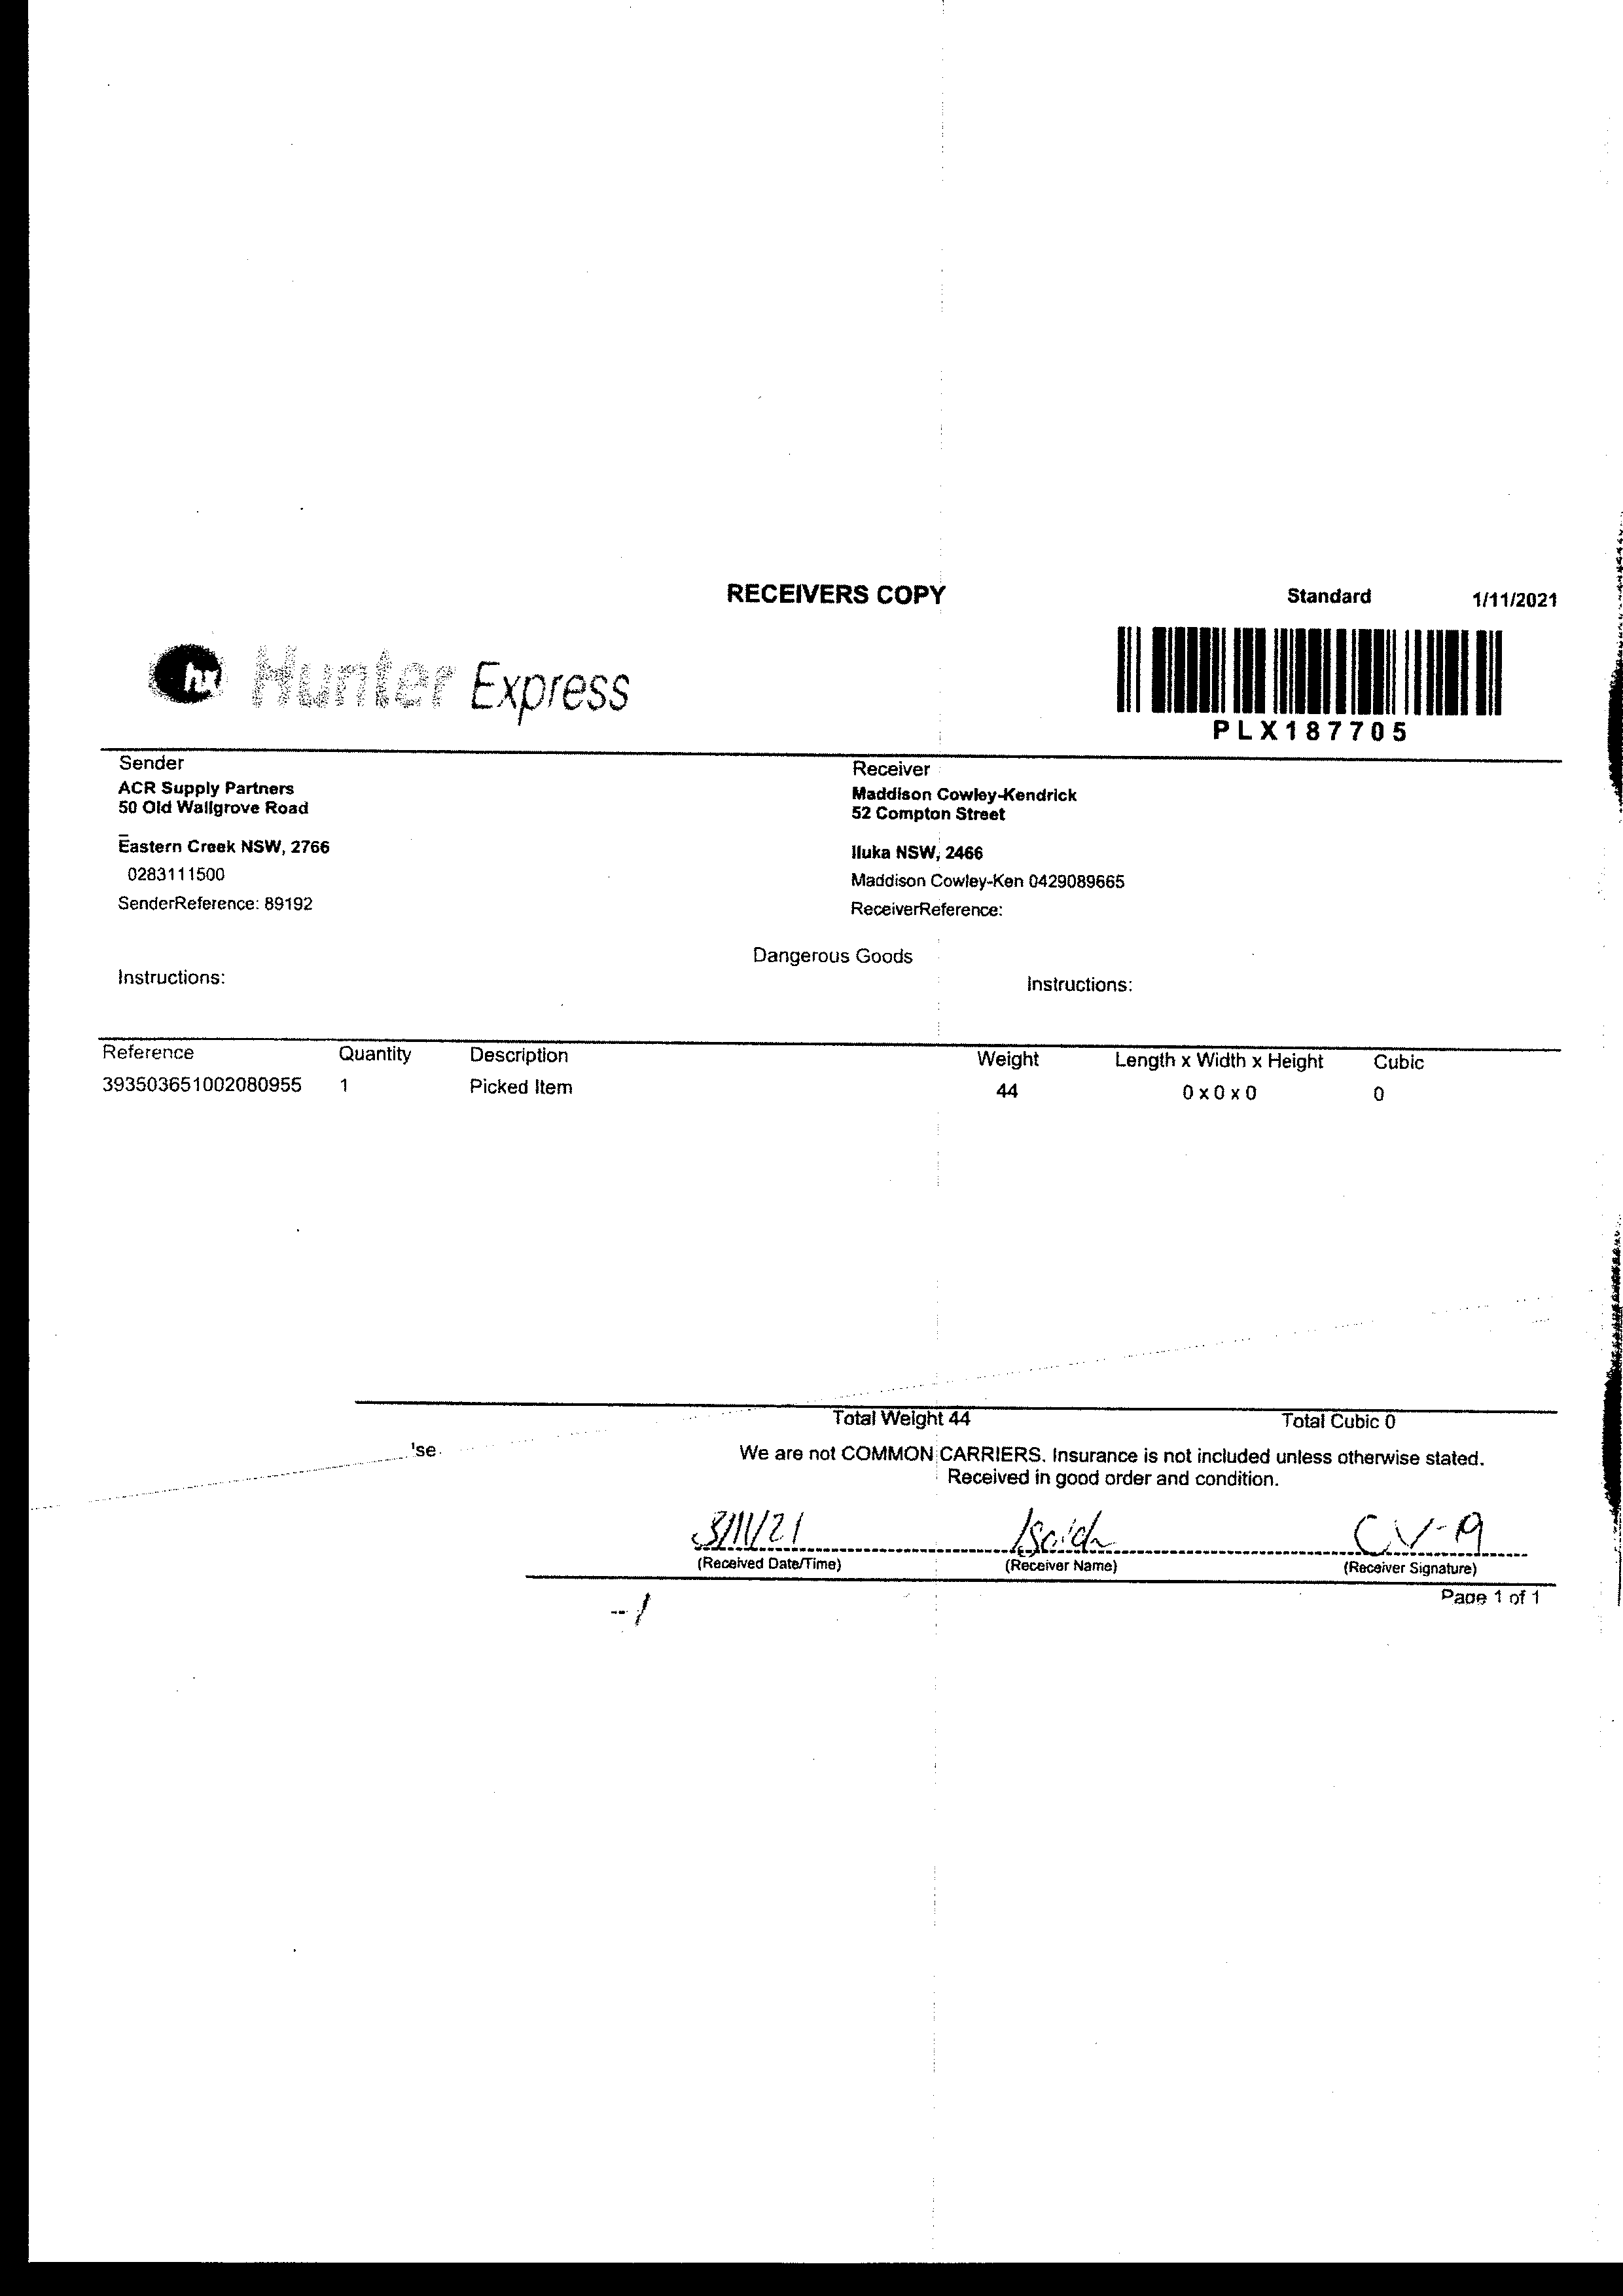 RECEIVERS COPY
Standard
1/11/2021
hr Hunter Express
PLX187705
Sender
ACR Supply Partners
50 Old Wallgrove Road
Eastern Creek NSW, 2766
0283111500
SenderReference: 89192
Receiver
Maddison Cowley-Kendrick
52 Compton Street
Iluka NSW, 2466
Maddison Cowley-Ken 0429089665
ReceiverReference:
Dangerous Goods
Instructions:
Instructions:
Reference Quantity Description Weight Length x Width x Height Cubic
393503651002080955 1 Picked Item 44 0 x 0 x 0 0
Total Weight 44 Total Cubic 0
'se.
We are not COMMON CARRIERS. Insurance is not included unless otherwise stated.
Received in good order and condition.
3/11/21
(Received Date/Time) (Receiver Name) (Receiver Signature)
Page 1 of 1